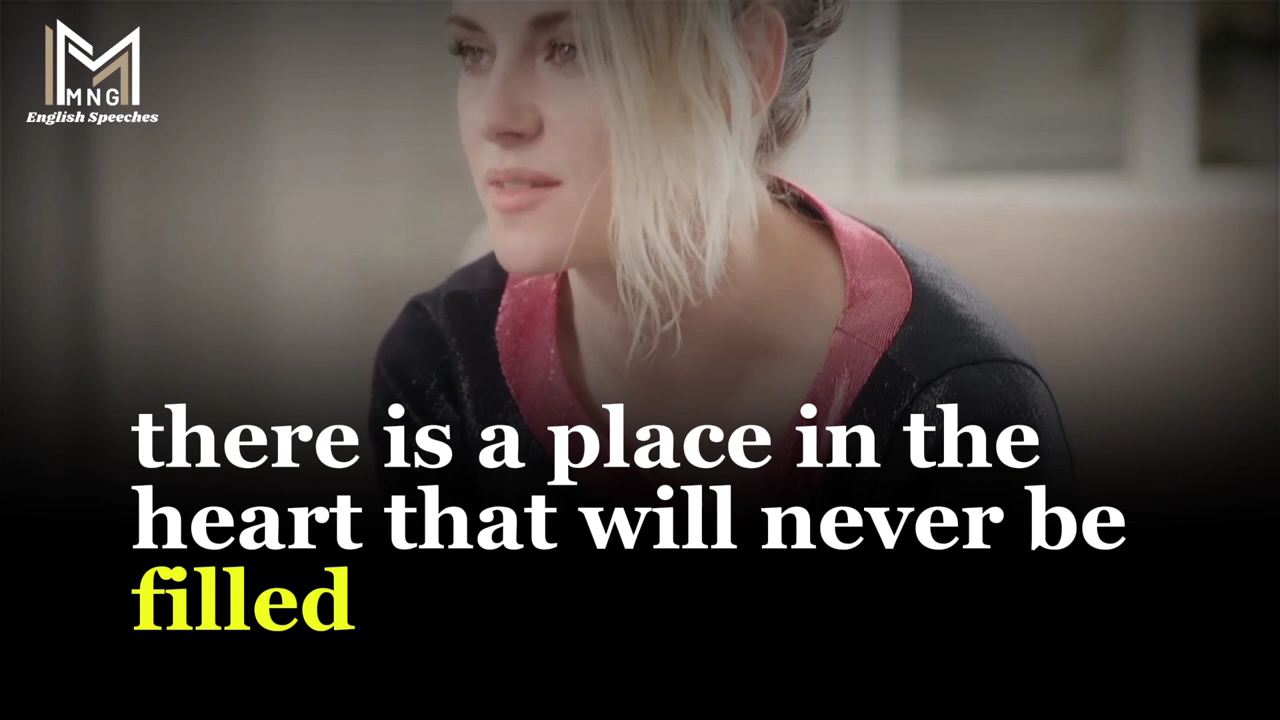 MNG
English Speeches
there is a place in the
heart that will never be
filled